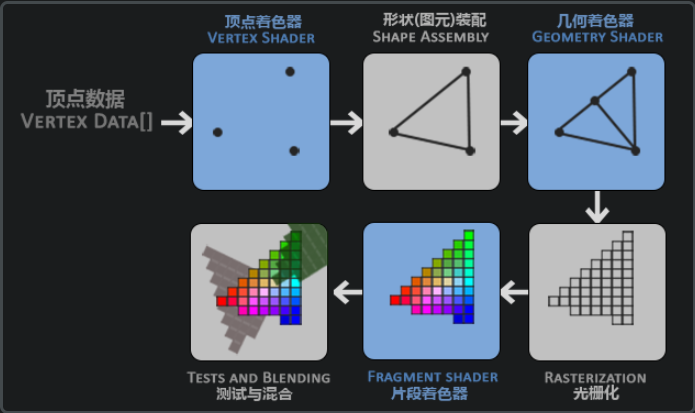 顶点着色器
VERTEX SHADER
形状(图元)装配
SHAPE ASSEMBLY
几何着色器
GEOMETRY SHADER
顶点数据
VERTEX DATA[]
TESTS AND BLENDING
测试与混合
FRAGMENT SHADER
片段着色器
RASTERIZATION
光栅化